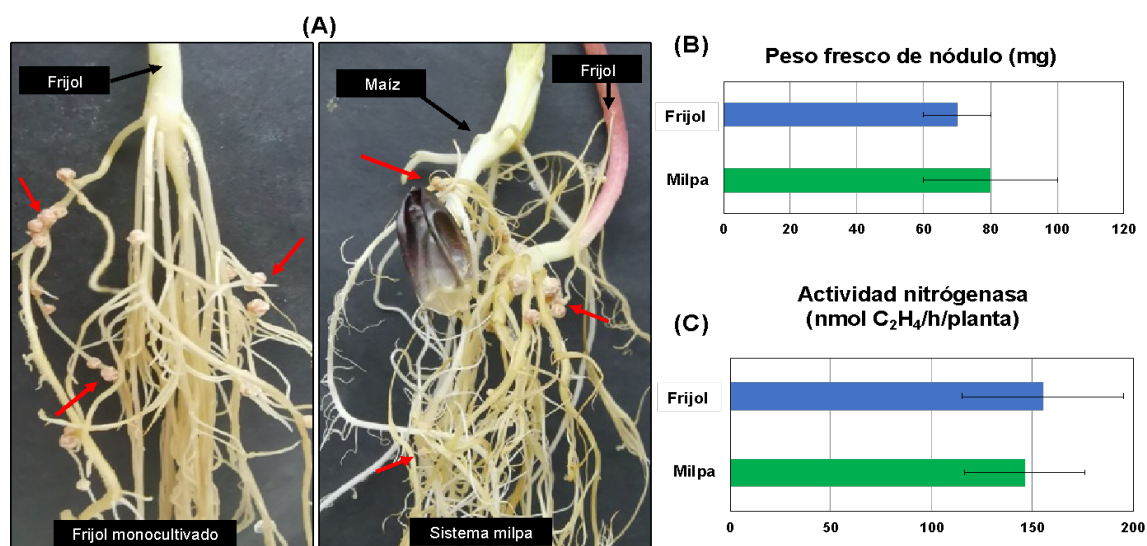 (A)
Frijol
Frijol monocultivado
Maíz
Frijol
Sistema milpa
(B)
Peso fresco de nódulo (mg)
Frijol
Milpa
0 20 40 60 80 100 120
(C)
Actividad nitrógenasa
(nmol C₂H₄/h/planta)
Frijol
Milpa
0 50 100 150 200